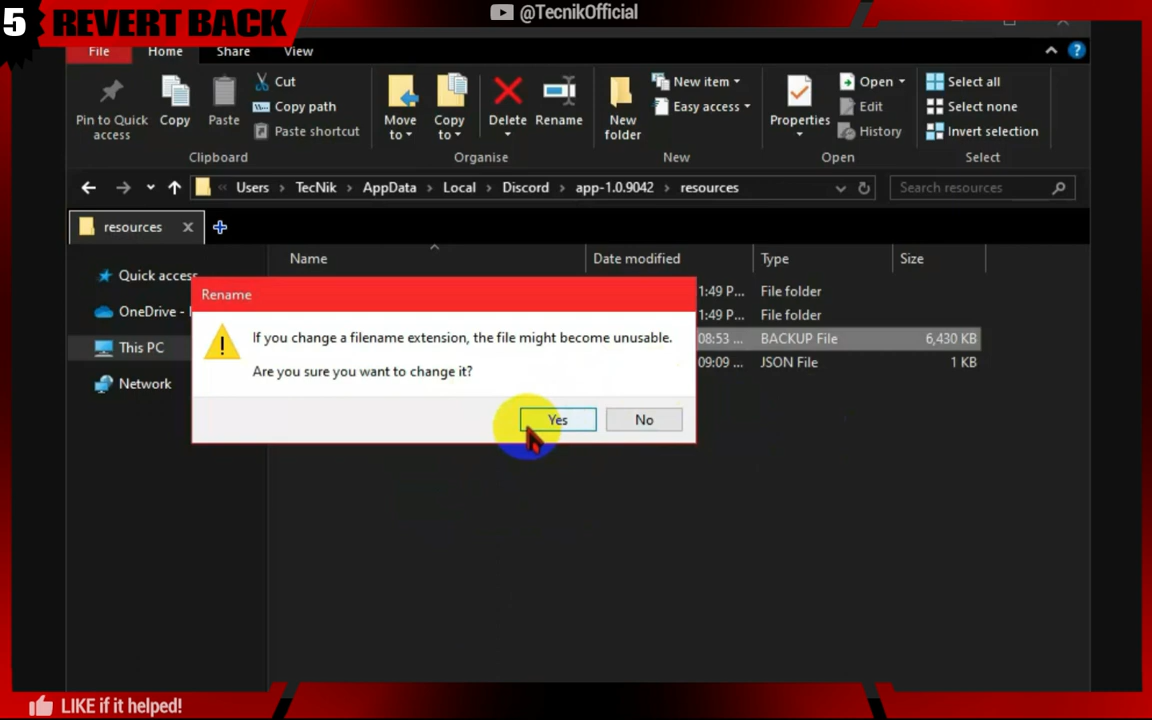 5 REVERT BACK
@TecnikOfficial
File Home Share View
Pin to Quick access
Copy
Paste
Cut
Copy path
Paste shortcut
Clipboard
Move to
Copy to
Delete
Rename
Organise
New folder
New item
Easy access
New
Properties
Open
Edit
History
Open
Select all
Select none
Invert selection
Select
« Users > TecNik > AppData > Local > Discord > app-1.0.9042 > resources
Search resources
resources
Name Date modified Type Size
Quick access
OneDrive -
This PC
Network
1:49 P... File folder
1:49 P... File folder
08:53 ... BACKUP File 6,430 KB
09:09 ... JSON File 1 KB
Rename
If you change a filename extension, the file might become unusable.
Are you sure you want to change it?
Yes No
LIKE if it helped!